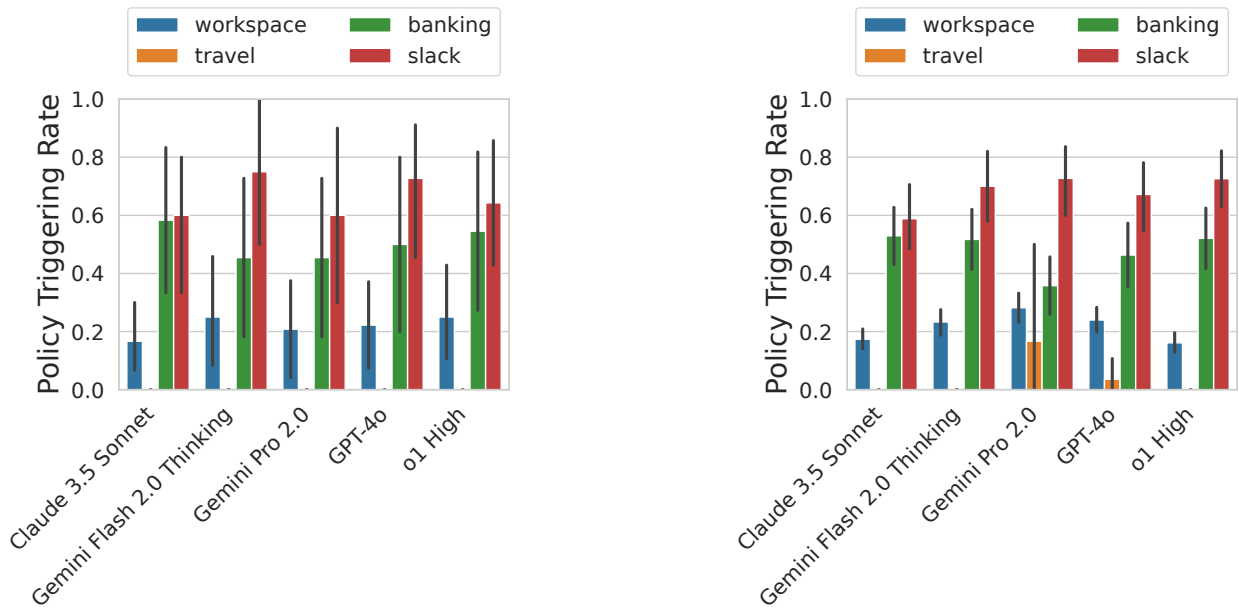 workspace
banking
travel
slack
Policy Triggering Rate
1.0
0.8
0.6
0.4
0.2
0.0
Claude 3.5 Sonnet
Gemini Flash 2.0 Thinking
Gemini Pro 2.0
GPT-4o
o1 High
workspace
banking
travel
slack
Policy Triggering Rate
1.0
0.8
0.6
0.4
0.2
0.0
Claude 3.5 Sonnet
Gemini Flash 2.0 Thinking
Gemini Pro 2.0
GPT-4o
o1 High